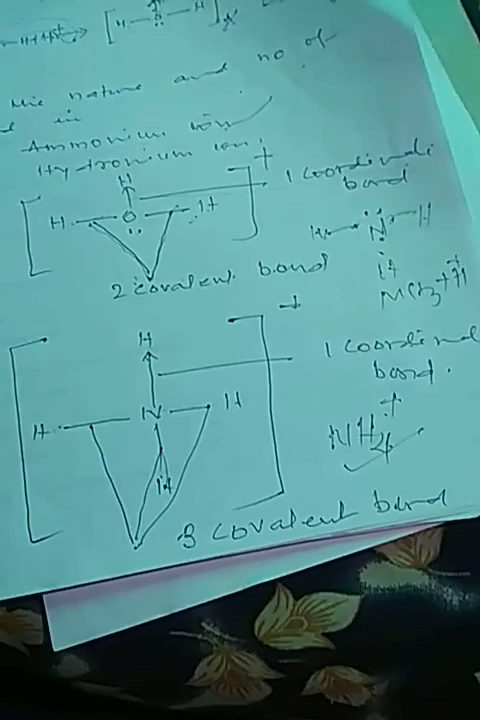 [H - O - H]
nature and no of
in
Ammonium ion
Hydronium ion.
+
H
1 coordinate
bond
H O H
H N H
H
2 covalent bond
NH3 + H+
+
H
1 coordinate
bond.
H N H
NH4+
H
3 covalent bond